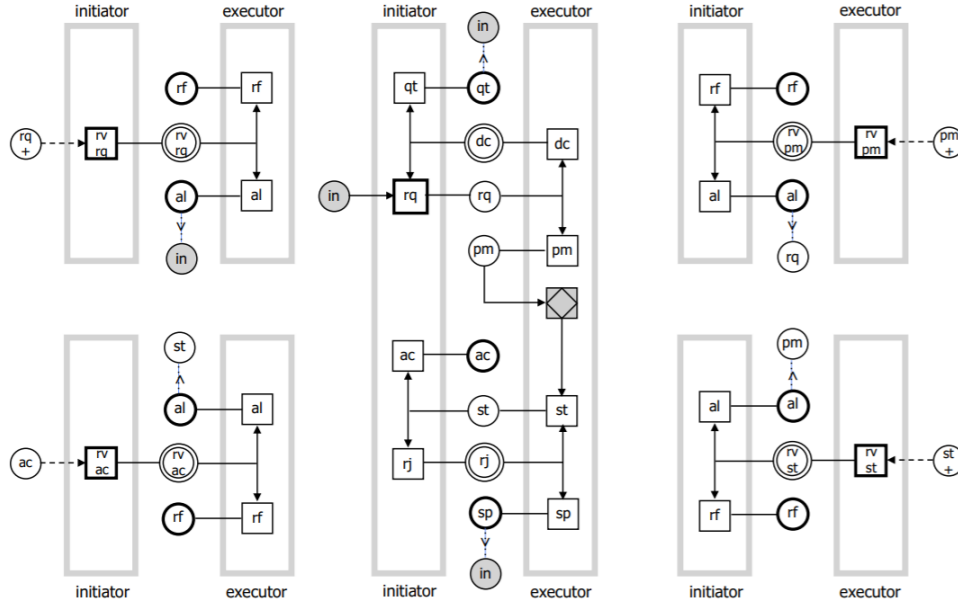 initiator executor initiator executor initiator executor
in
rf rf qt qt rf rf
rq
+
rv
rq
rv
rq
dc dc
rv
pm
rv
pm
pm
+
al al in rq rq al al
in pm pm rq
st ac ac pm
al al st st al al
ac
rv
ac
rv
ac
rj rj
rv
st
rv
st
st
+
rf rf sp sp rf rf
in
initiator executor initiator executor initiator executor